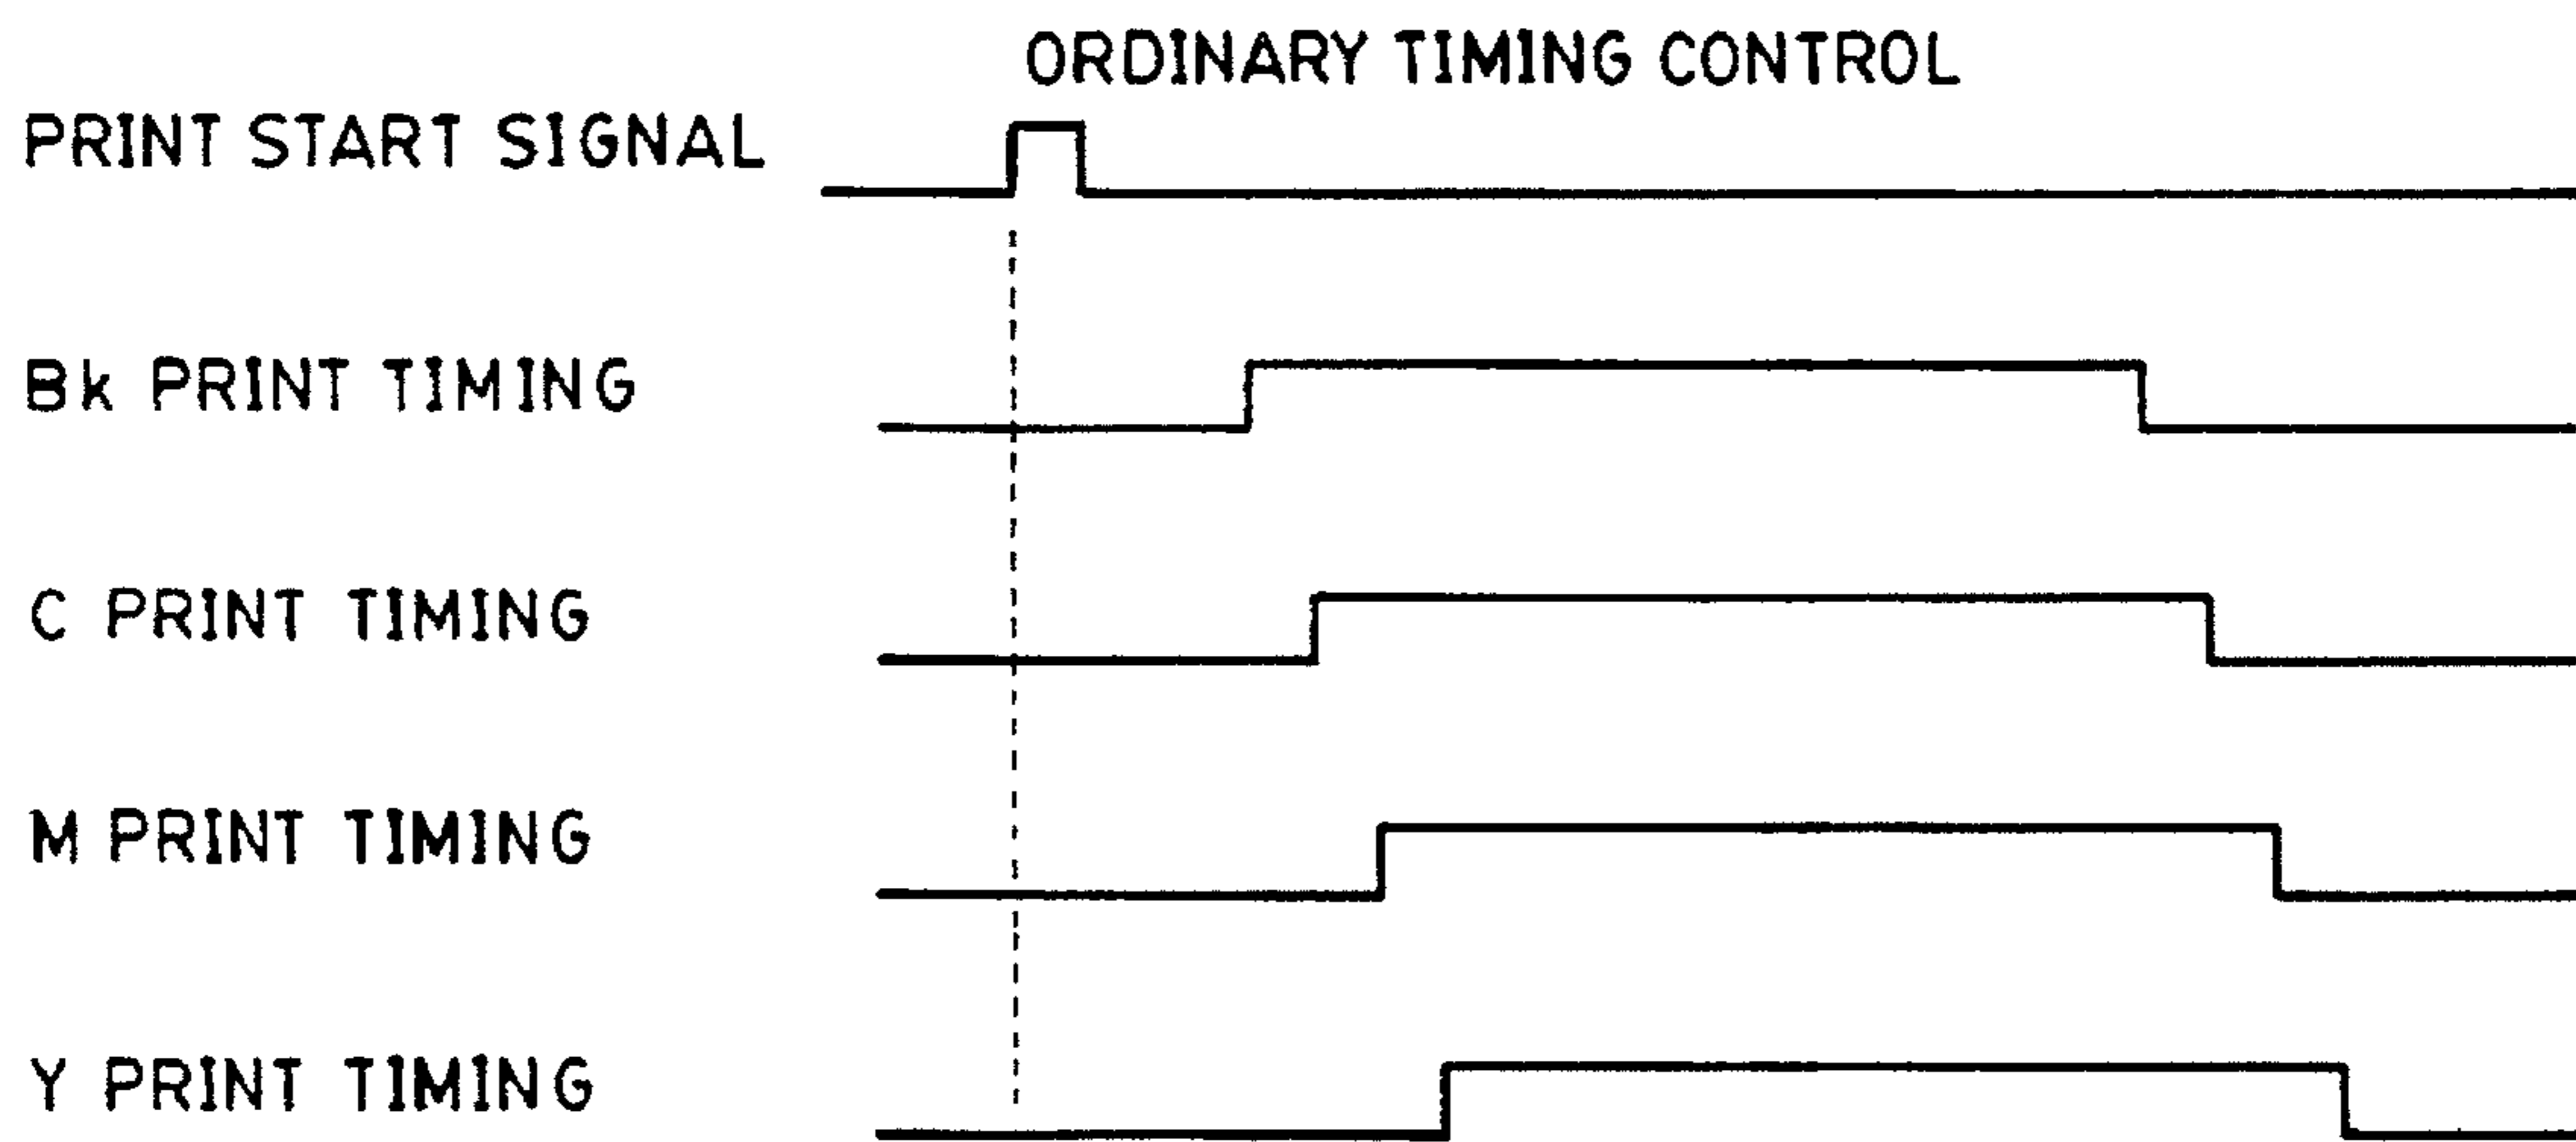 ORDINARY TIMING CONTROL
PRINT START SIGNAL
Bk PRINT TIMING
C PRINT TIMING
M PRINT TIMING
Y PRINT TIMING